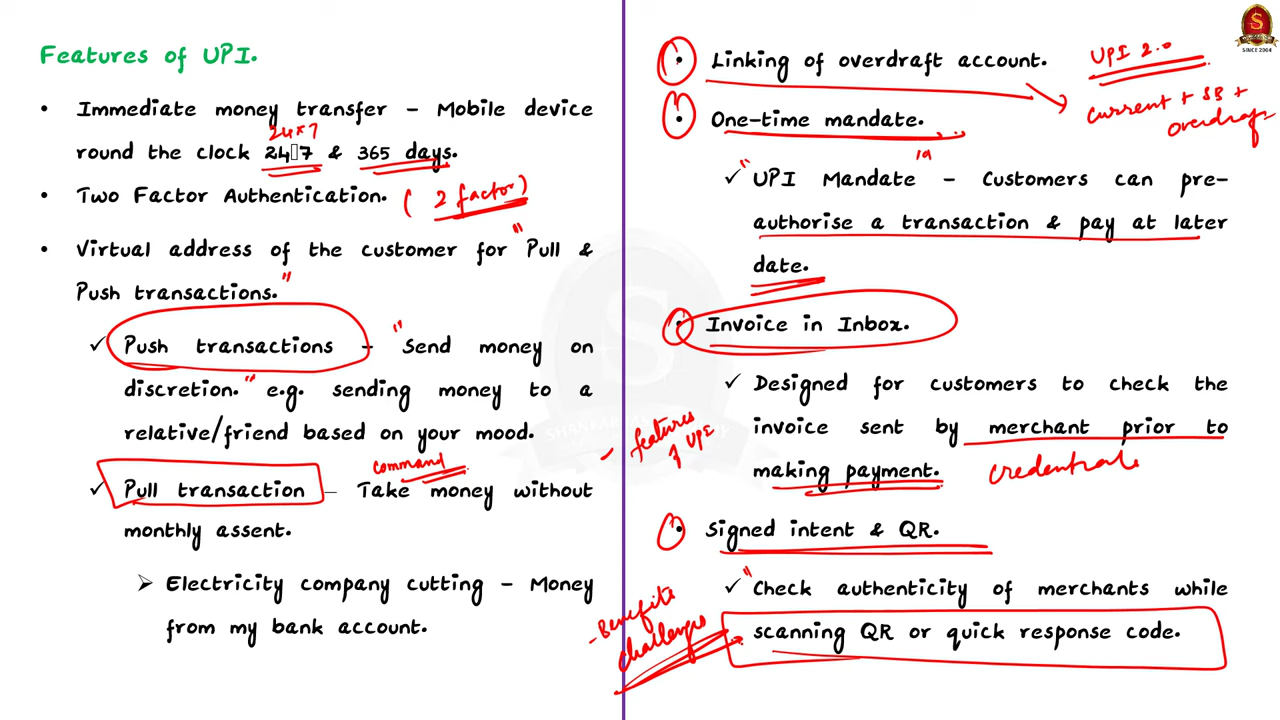 Features of UPI.
• Immediate money transfer – Mobile device
24×7
round the clock 24▯7 & 365 days.
• Two Factor Authentication. ( 2 factor)
• Virtual address of the customer for "Pull &
Push transactions."
✓ Push transactions – "Send money on
discretion." e.g. sending money to a
relative/friend based on your mood.
command
✓ Pull transaction – Take money without
monthly assent.
➢ Electricity company cutting – Money
from my bank account.
S
SINCE 2004
• Linking of overdraft account.
UPI 2.0
current + SB +
overdraft
• One-time mandate.
✓ "UPI Mandate" – Customers can pre-
authorise a transaction & pay at later
date.
• Invoice in Inbox.
✓ Designed for customers to check the
invoice sent by merchant prior to
making payment.
credentials
features
of UPI
• Signed intent & QR.
✓ "Check authenticity of merchants while
scanning QR or quick response code.
- Benefits
challenges